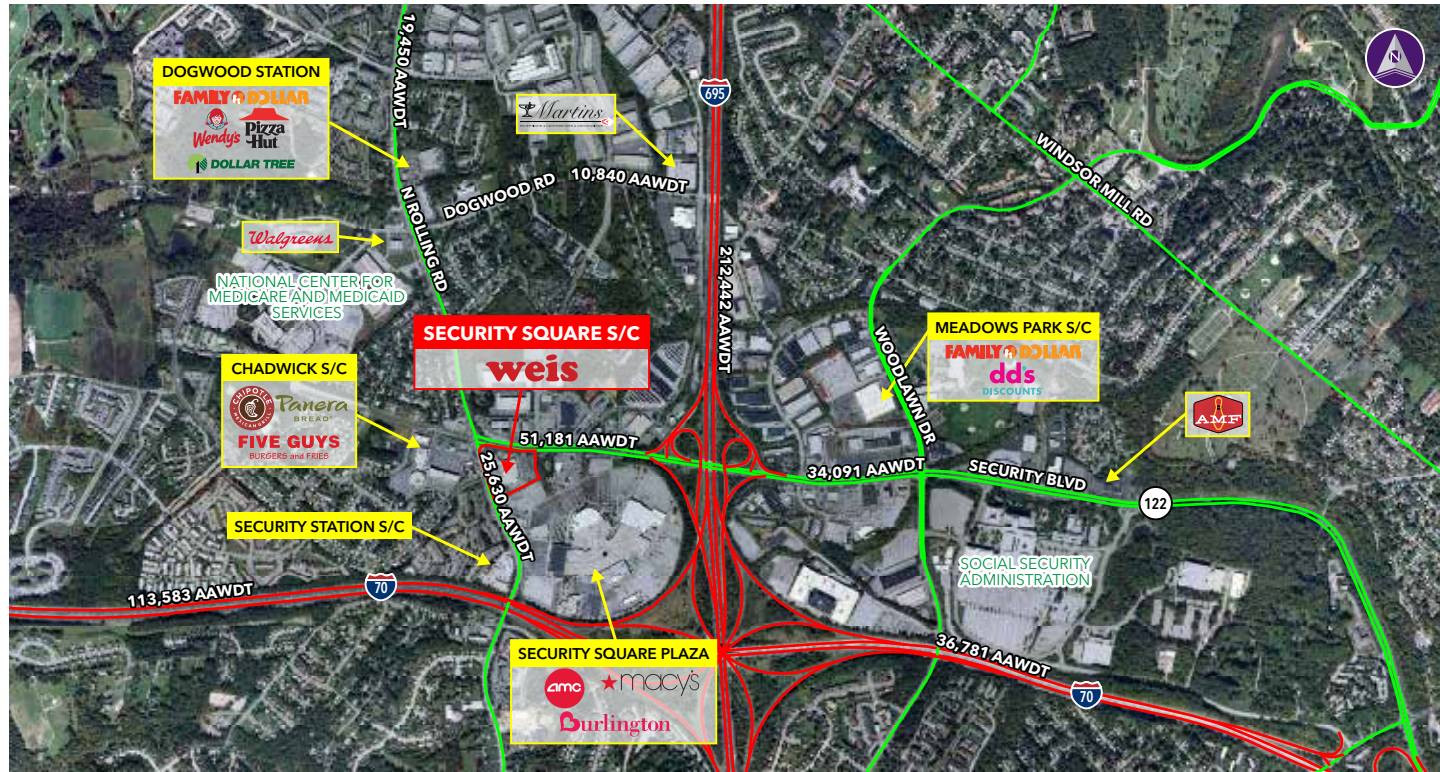 19,450 AAWDT
695
N
DOGWOOD STATION
FAMILY DOLLAR
Wendy's
Pizza
Hut
DOLLAR TREE
Martins
WINDSOR MILL RD
DOGWOOD RD
10,840 AAWDT
N ROLLING RD
Walgreens
212,442 AAWDT
NATIONAL CENTER FOR
MEDICARE AND MEDICAID
SERVICES
SECURITY SQUARE S/C
weis
MEADOWS PARK S/C
FAMILY DOLLAR
dd's
DISCOUNTS
WOODLAWN DR
CHADWICK S/C
CHIPOTLE
MEXICAN GRILL
Panera
BREAD
FIVE GUYS
BURGERS and FRIES
AMF
51,181 AAWDT
25,630 AAWDT
34,091 AAWDT
SECURITY BLVD
122
SECURITY STATION S/C
SOCIAL SECURITY
ADMINISTRATION
113,583 AAWDT
70
SECURITY SQUARE PLAZA
amc
macy's
Burlington
36,781 AAWDT
70